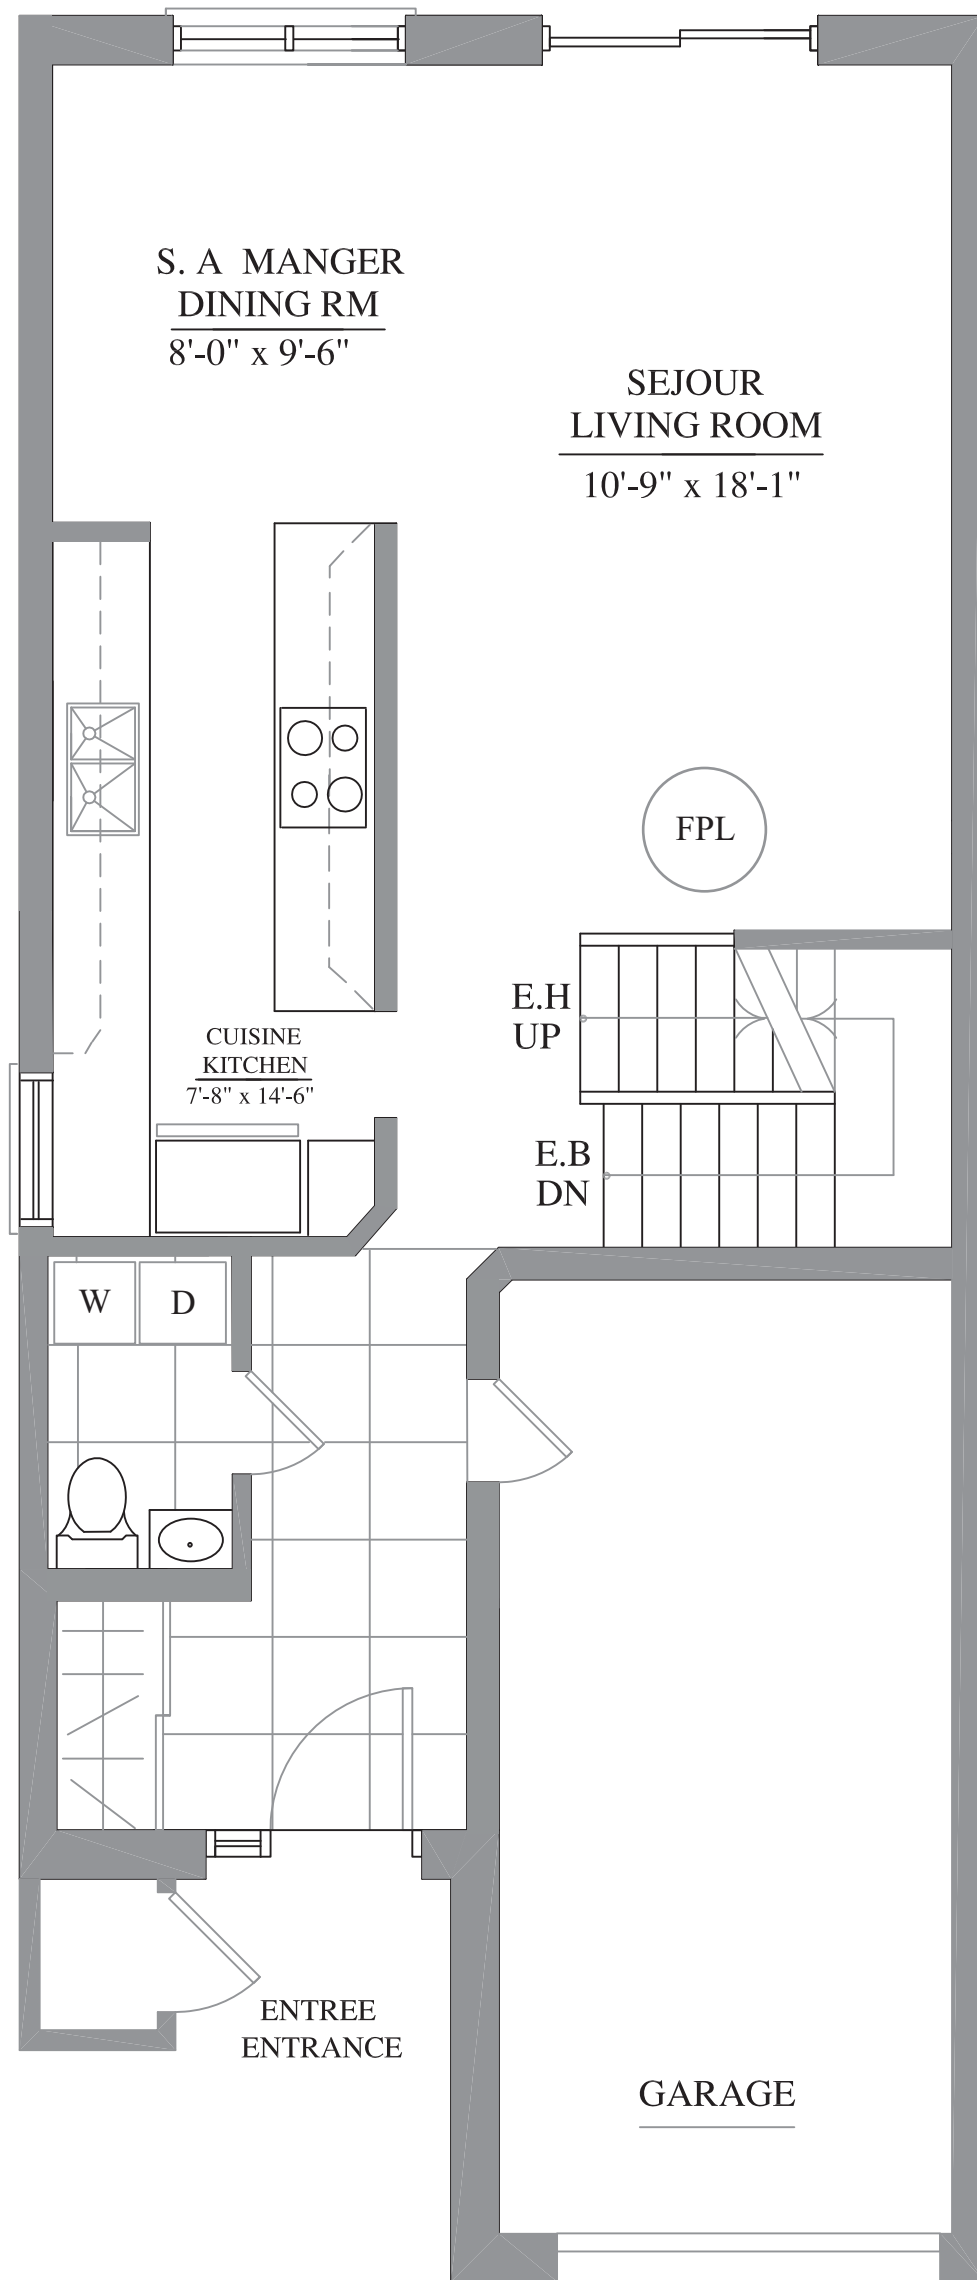 S. A MANGER
DINING RM
8'-0" x 9'-6"
SEJOUR
LIVING ROOM
10'-9" x 18'-1"
FPL
E.H
UP
CUISINE
KITCHEN
7'-8" x 14'-6"
E.B
DN
W
D
ENTREE
ENTRANCE
GARAGE